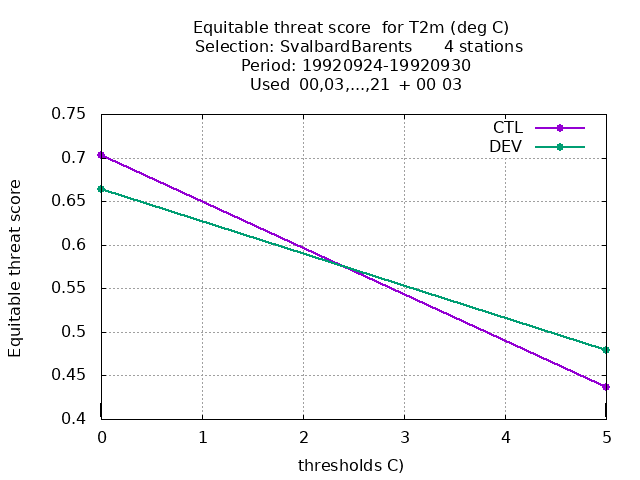 Equitable threat score  for T2m (deg C)
Selection: SvalbardBarents      4 stations
Period: 19920924-19920930
Used  00,03,...,21  + 00 03
CTL
DEV
Equitable threat score
0.75
0.7
0.65
0.6
0.55
0.5
0.45
0.4
0 1 2 3 4 5
thresholds C)